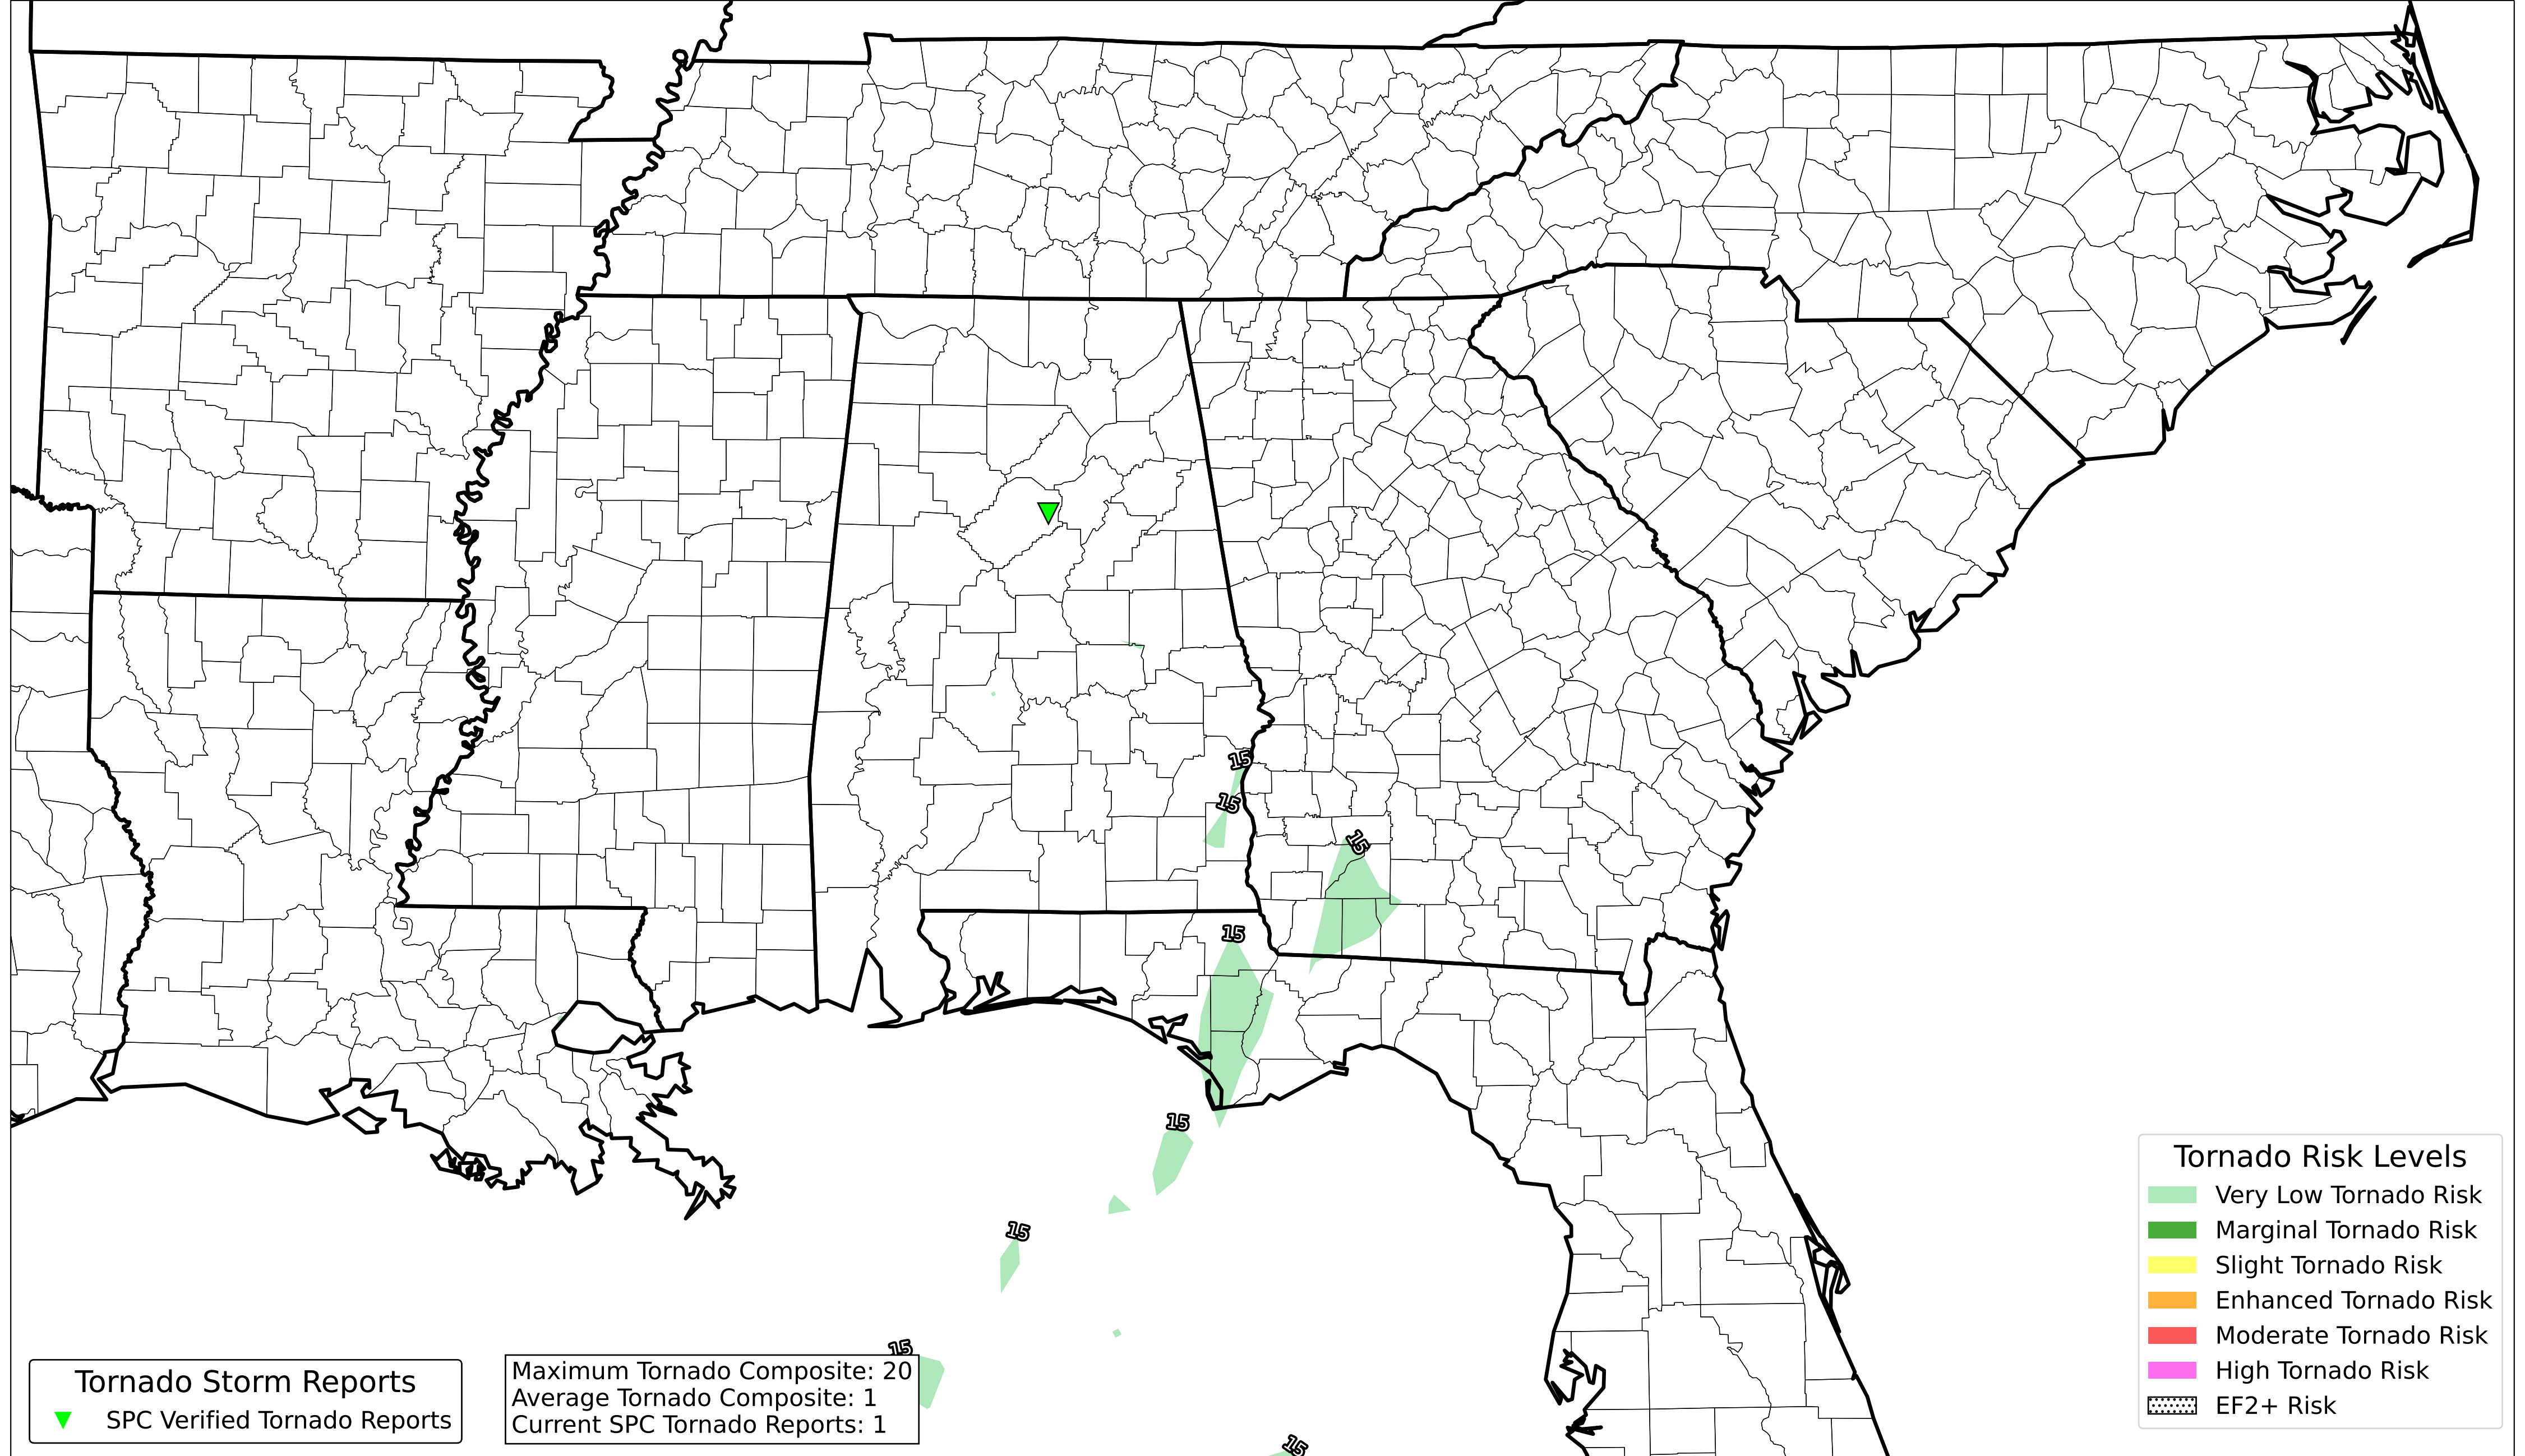 15
15
15
15
15
15
15
15
Tornado Storm Reports
SPC Verified Tornado Reports
Maximum Tornado Composite: 20
Average Tornado Composite: 1
Current SPC Tornado Reports: 1
Tornado Risk Levels
Very Low Tornado Risk
Marginal Tornado Risk
Slight Tornado Risk
Enhanced Tornado Risk
Moderate Tornado Risk
High Tornado Risk
EF2+ Risk